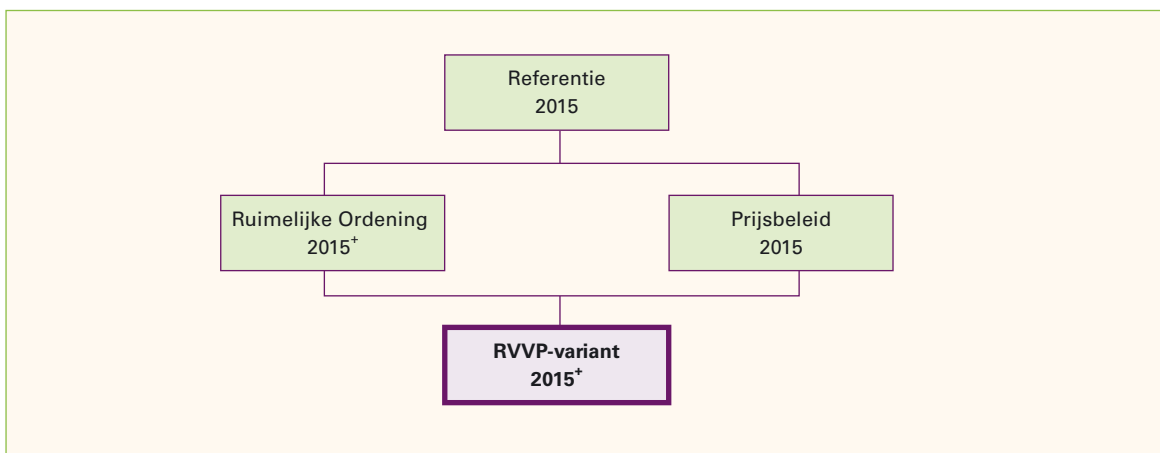 Referentie
2015
Ruimelijke Ordening
2015⁺
Prijsbeleid
2015
RVVP-variant
2015⁺